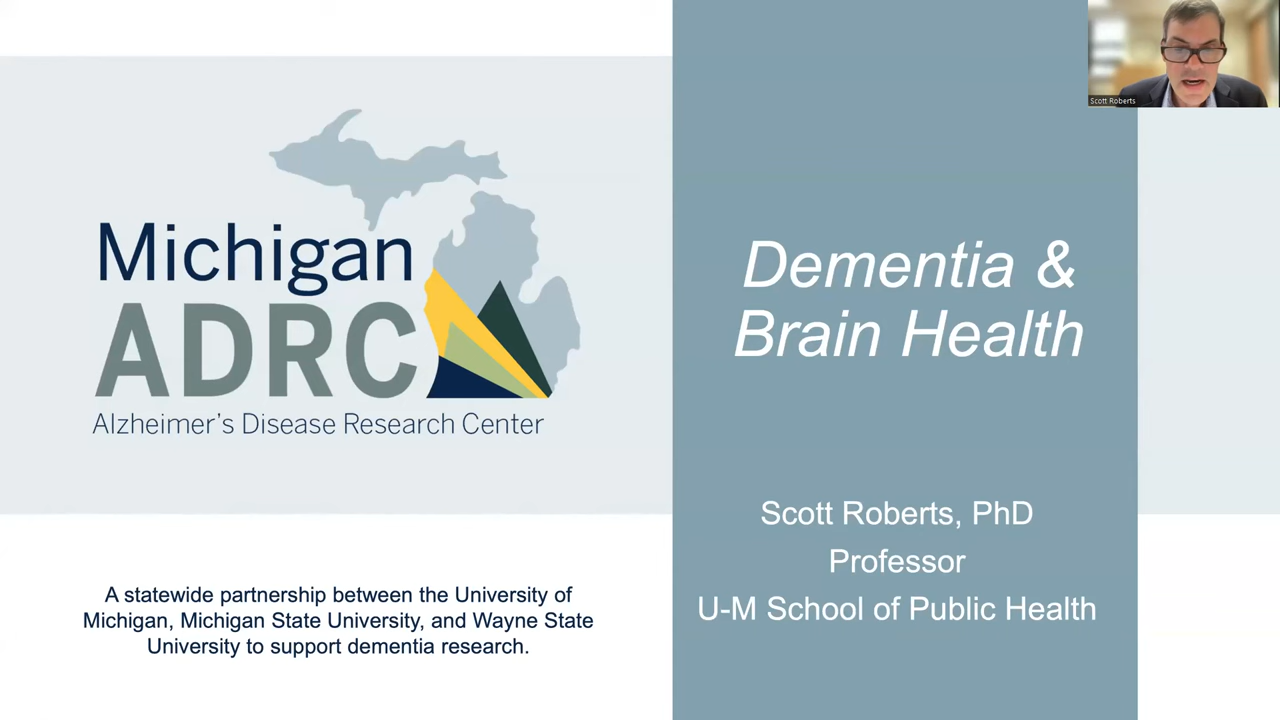 Michigan
ADRC
Alzheimer's Disease Research Center
A statewide partnership between the University of
Michigan, Michigan State University, and Wayne State
University to support dementia research.
Dementia &
Brain Health
Scott Roberts, PhD
Professor
U-M School of Public Health
Scott Roberts